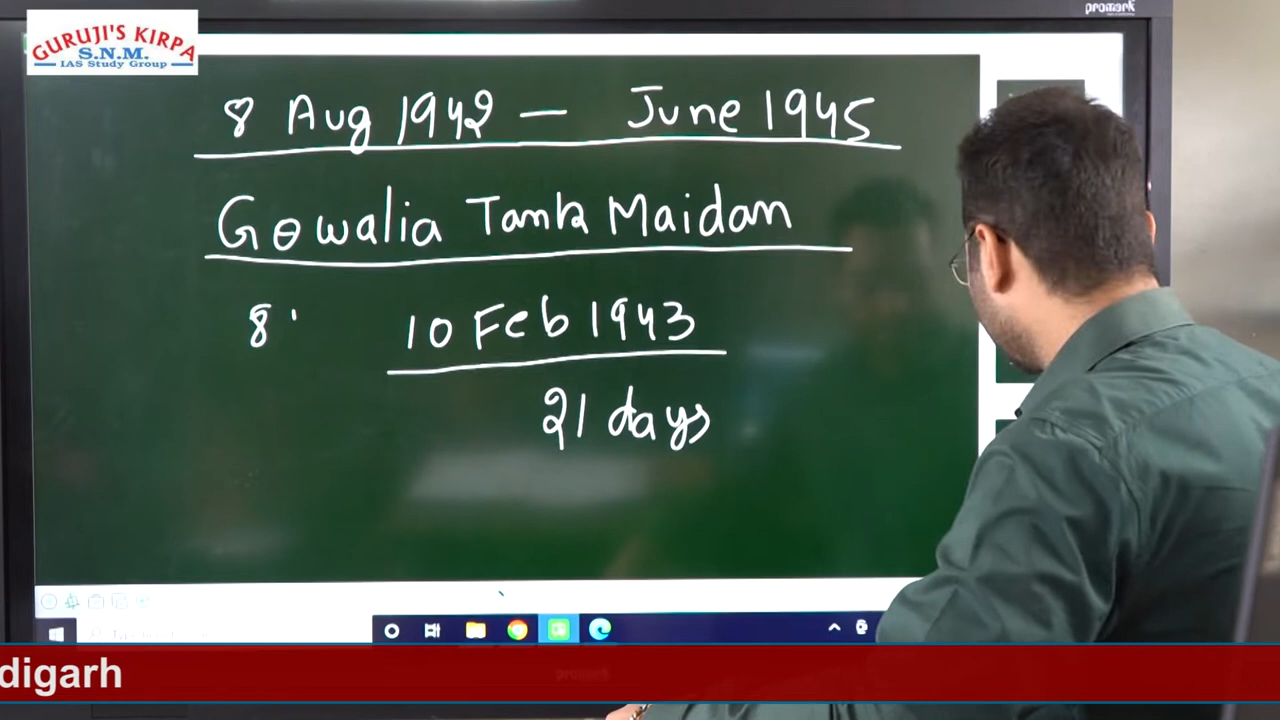 promark
GURUJI'S KIRPA
S.N.M.
IAS Study Group
8 Aug 1942 — June 1945
Gowalia Tank Maidan
8' 10 Feb 1943
21 days
digarh